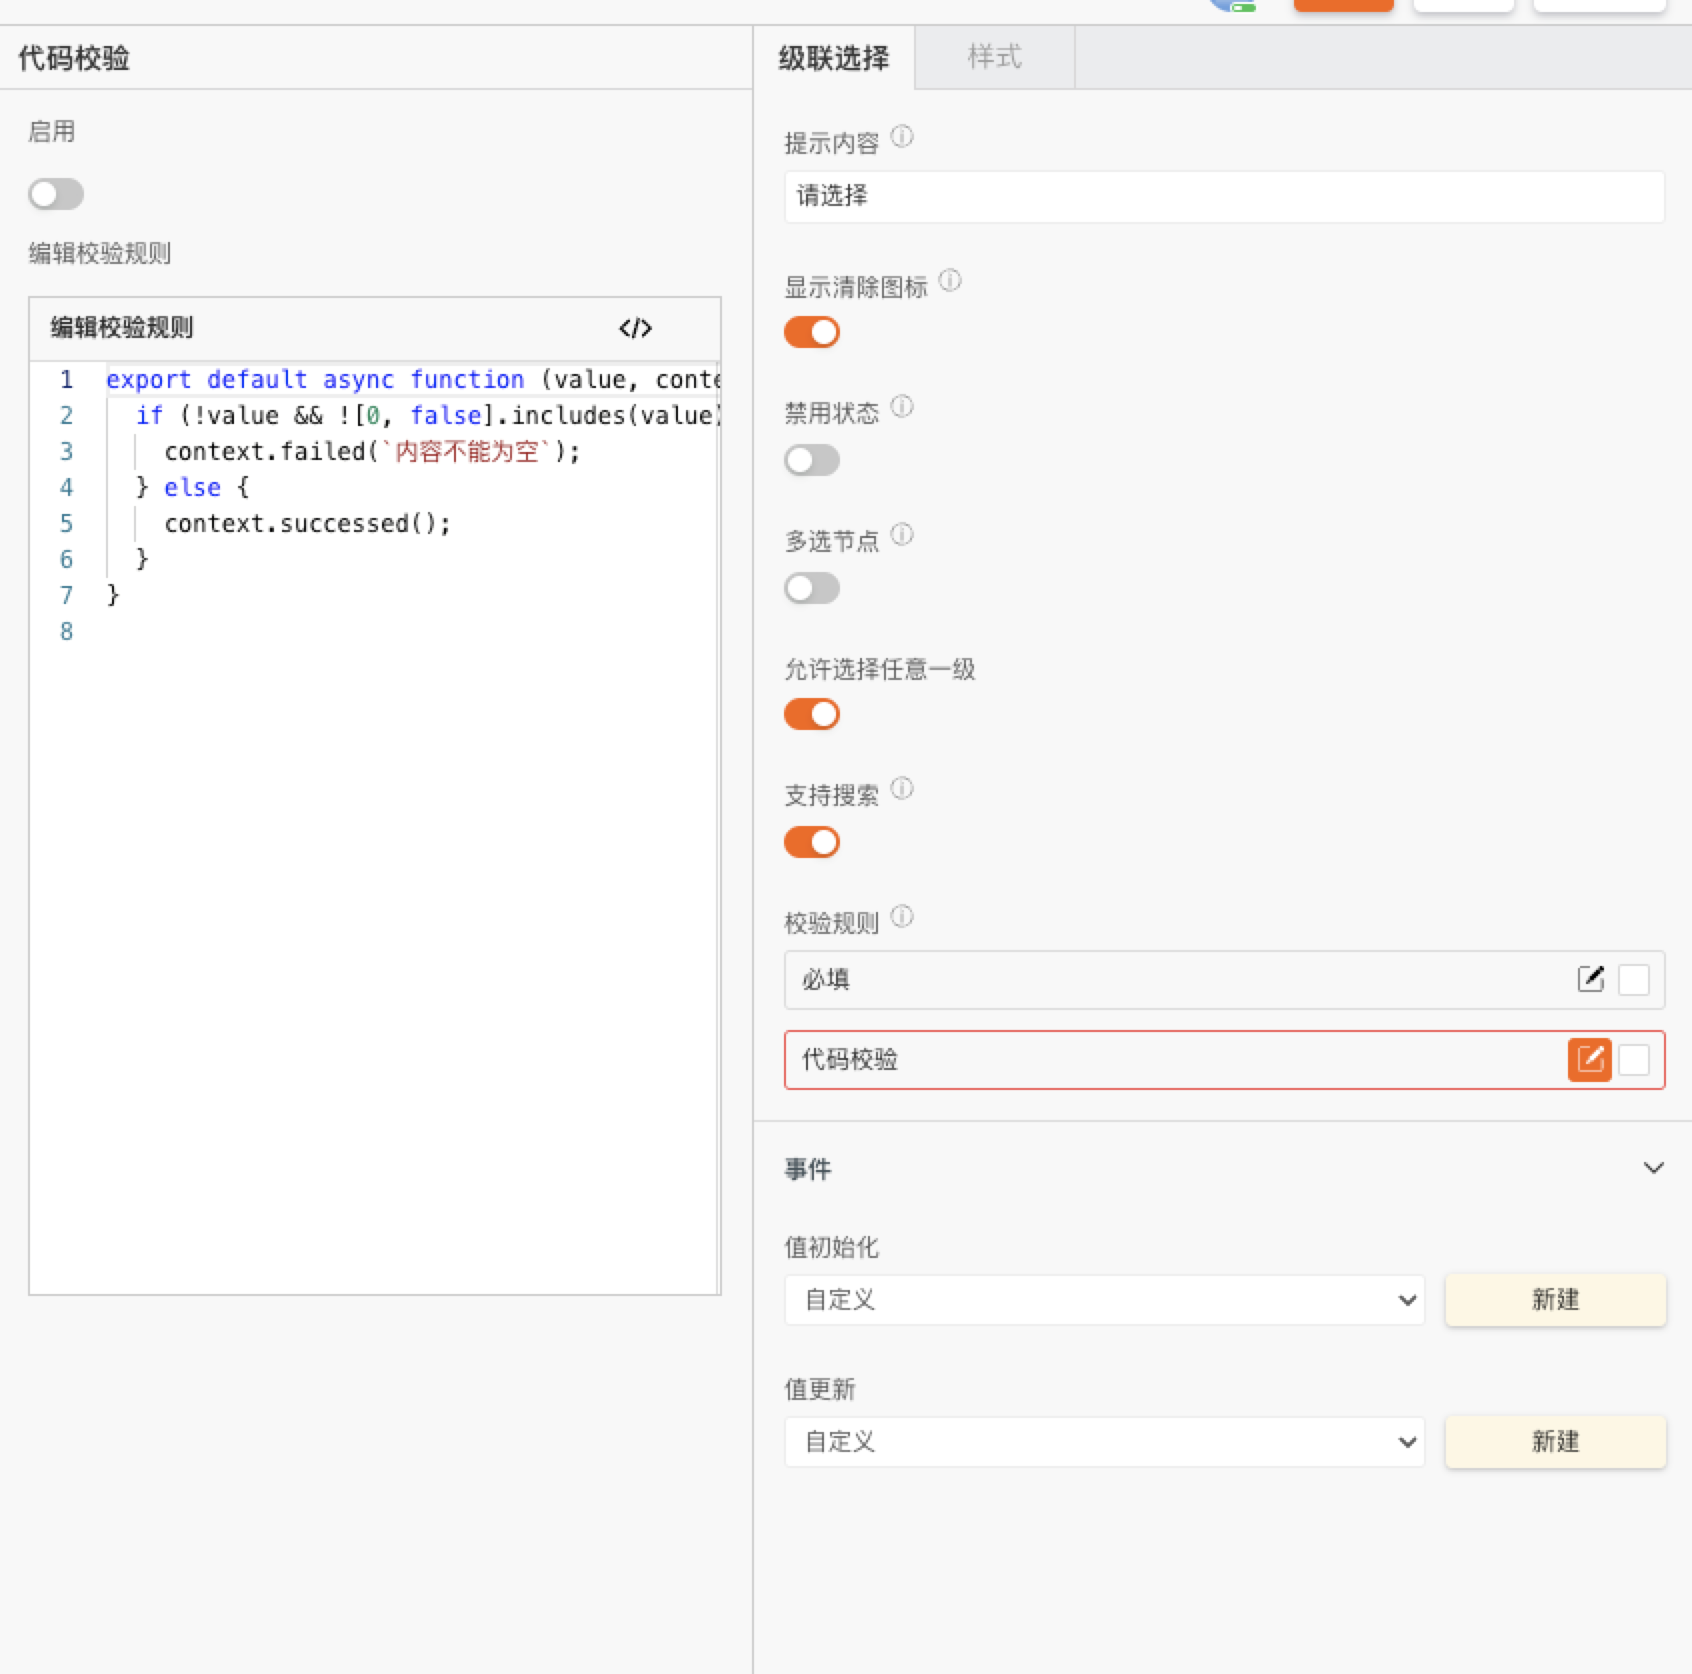 代码校验
启用
编辑校验规则
编辑校验规则 </>
1 export default async function (value, conte
2 if (!value && ![0, false].includes(value)
3 context.failed(`内容不能为空`);
4 } else {
5 context.successed();
6 }
7 }
8
级联选择 样式
提示内容
请选择
显示清除图标
禁用状态
多选节点
允许选择任意一级
支持搜索
校验规则
必填
代码校验
事件
值初始化
自定义 新建
值更新
自定义 新建